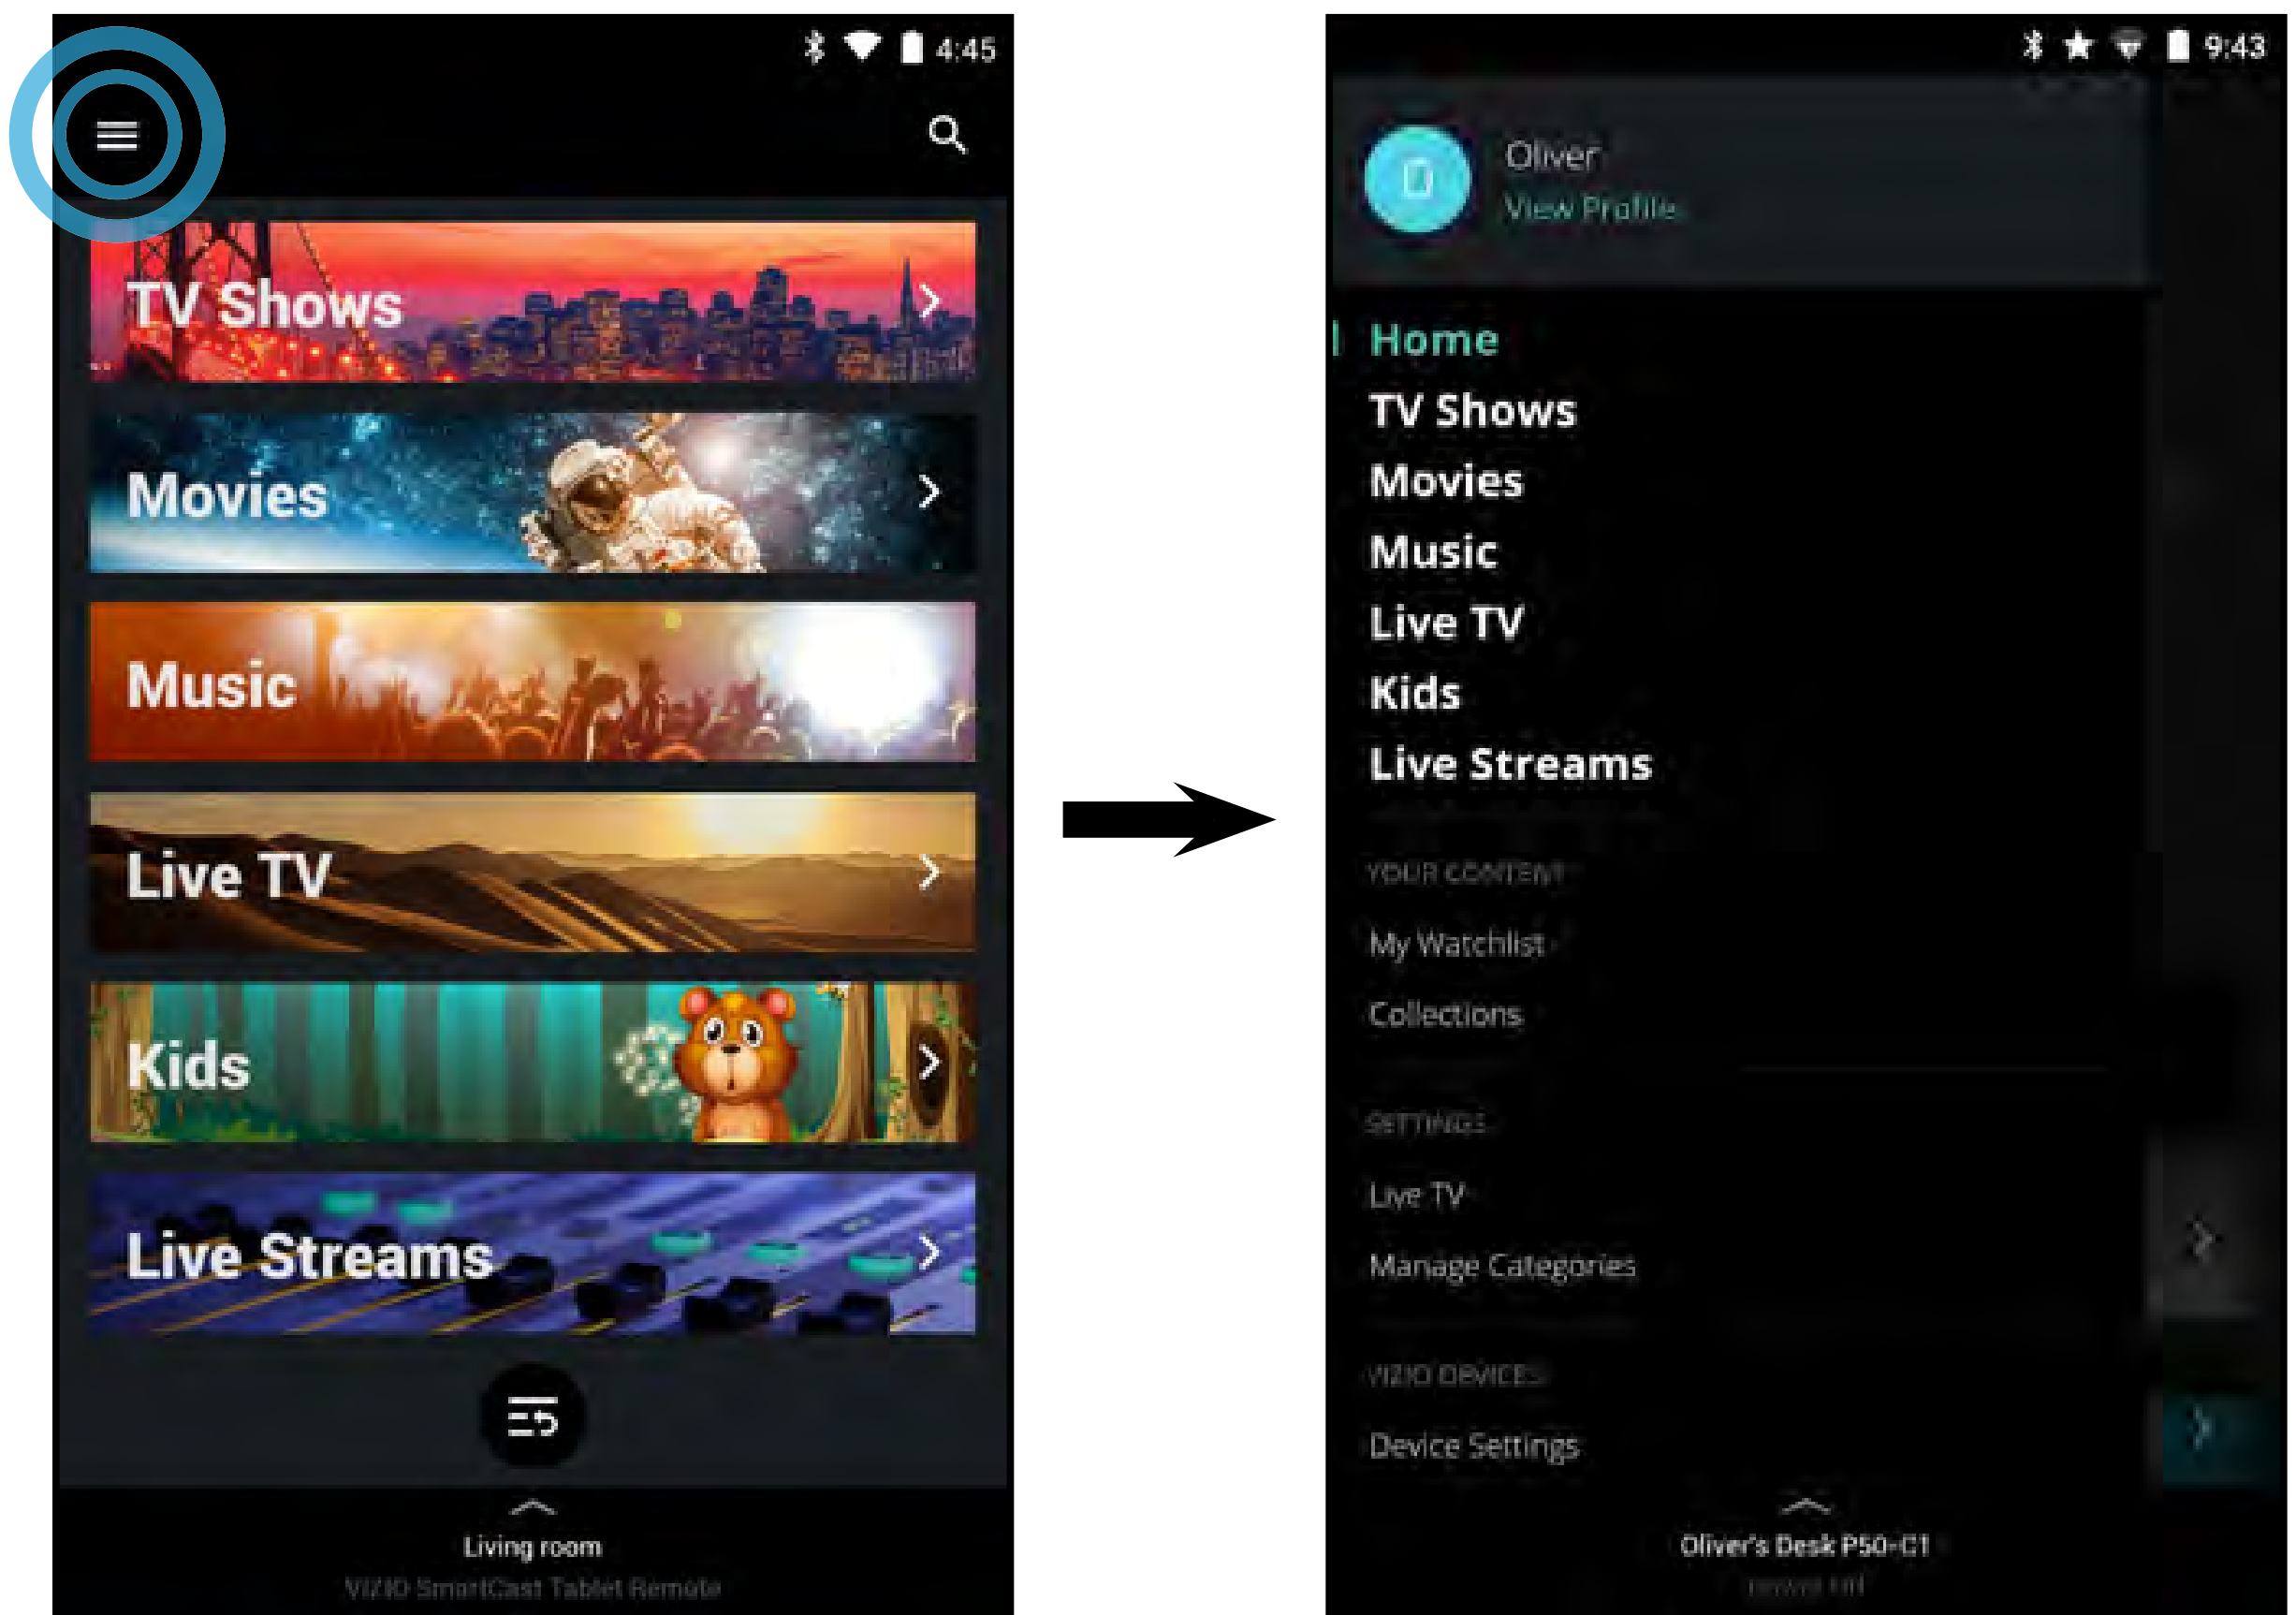 4:45
TV Shows
Movies
Music
Live TV
Kids
Live Streams
Living room
VIZIO SmartCast Tablet Remote
9:43
Oliver
View Profile
Home
TV Shows
Movies
Music
Live TV
Kids
Live Streams
YOUR CONTENT
My Watchlist
Collections
SETTINGS
Live TV
Manage Categories
VIZIO DEVICES
Device Settings
Oliver's Desk P50-C1